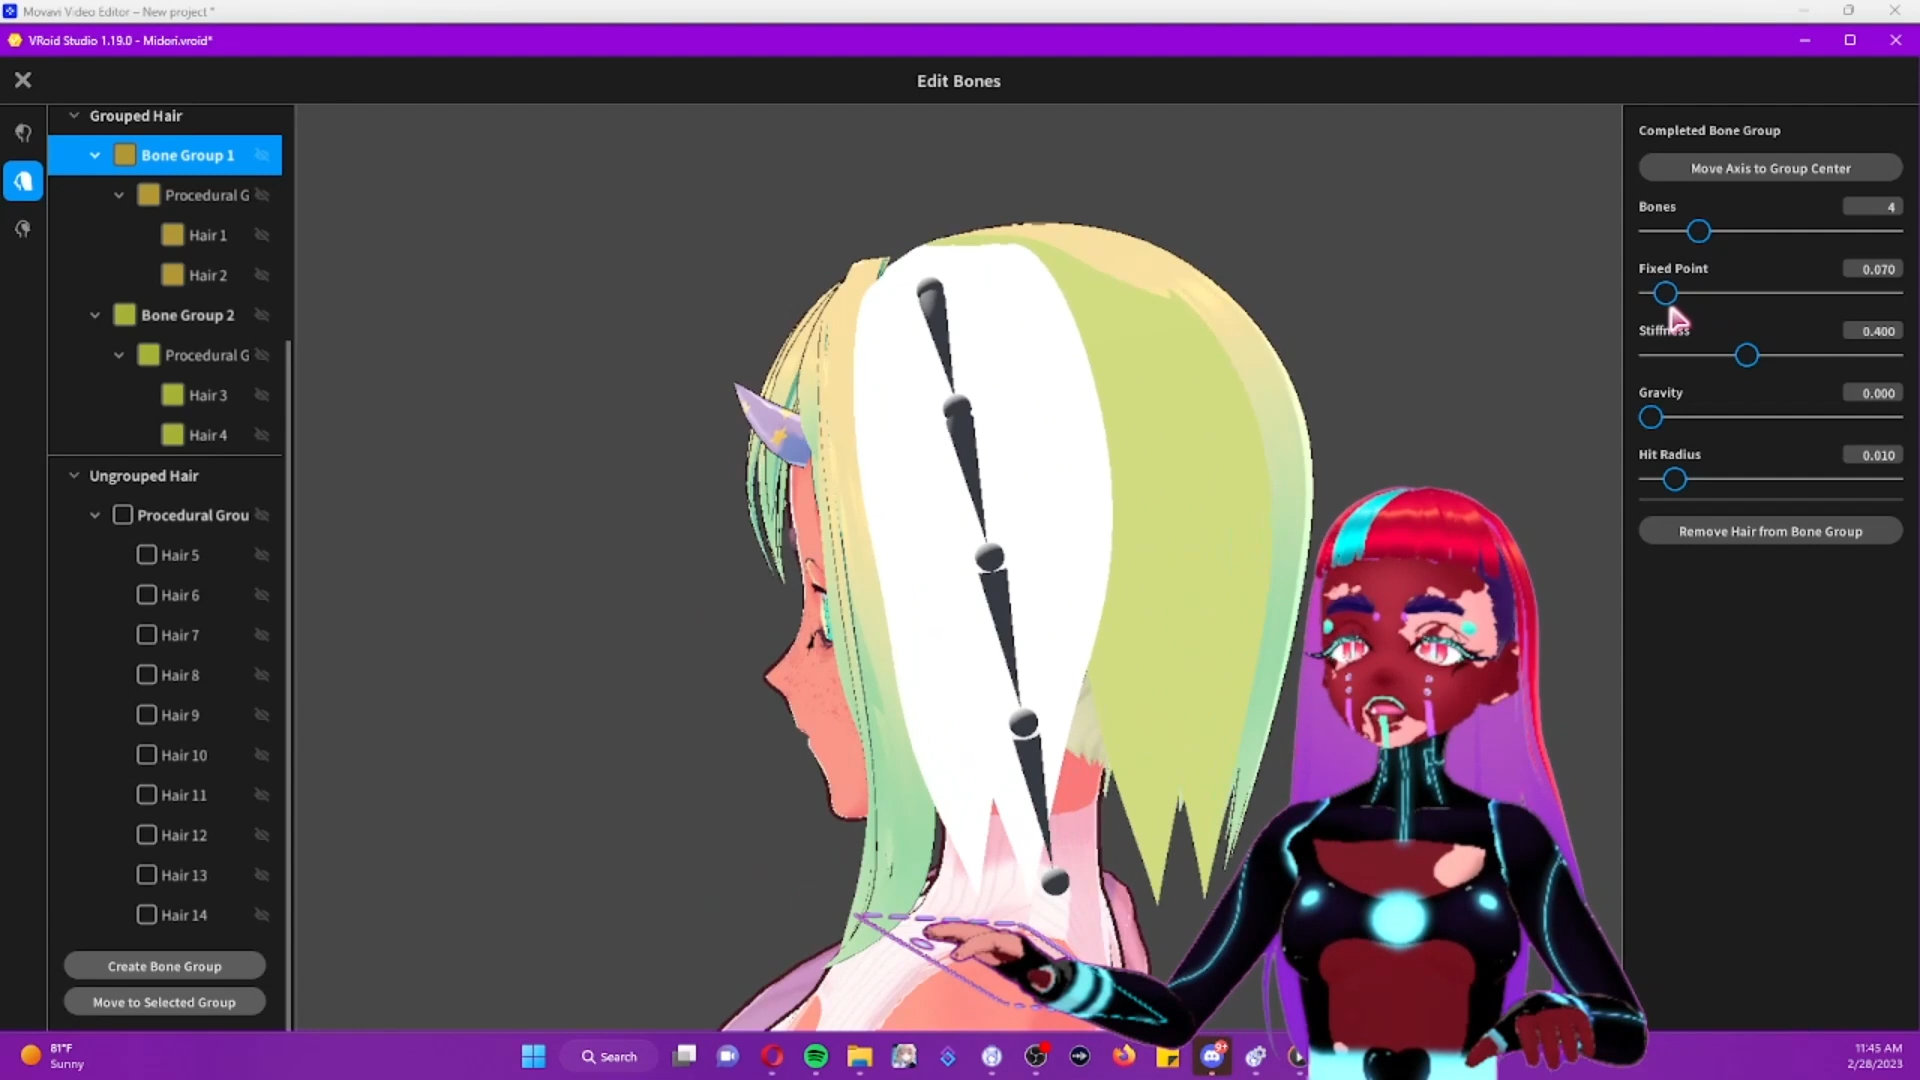 Movavi Video Editor – New project *
VRoid Studio 1.19.0 - Midori.vroid*
Edit Bones
Grouped Hair
Bone Group 1
Procedural G
Hair 1
Hair 2
Bone Group 2
Procedural G
Hair 3
Hair 4
Ungrouped Hair
Procedural Grou
Hair 5
Hair 6
Hair 7
Hair 8
Hair 9
Hair 10
Hair 11
Hair 12
Hair 13
Hair 14
Create Bone Group
Move to Selected Group
Completed Bone Group
Move Axis to Group Center
Bones 4
Fixed Point 0.070
Stiffness 0.400
Gravity 0.000
Hit Radius 0.010
Remove Hair from Bone Group
81°F
Sunny
Search
9+
11:45 AM
2/28/2023